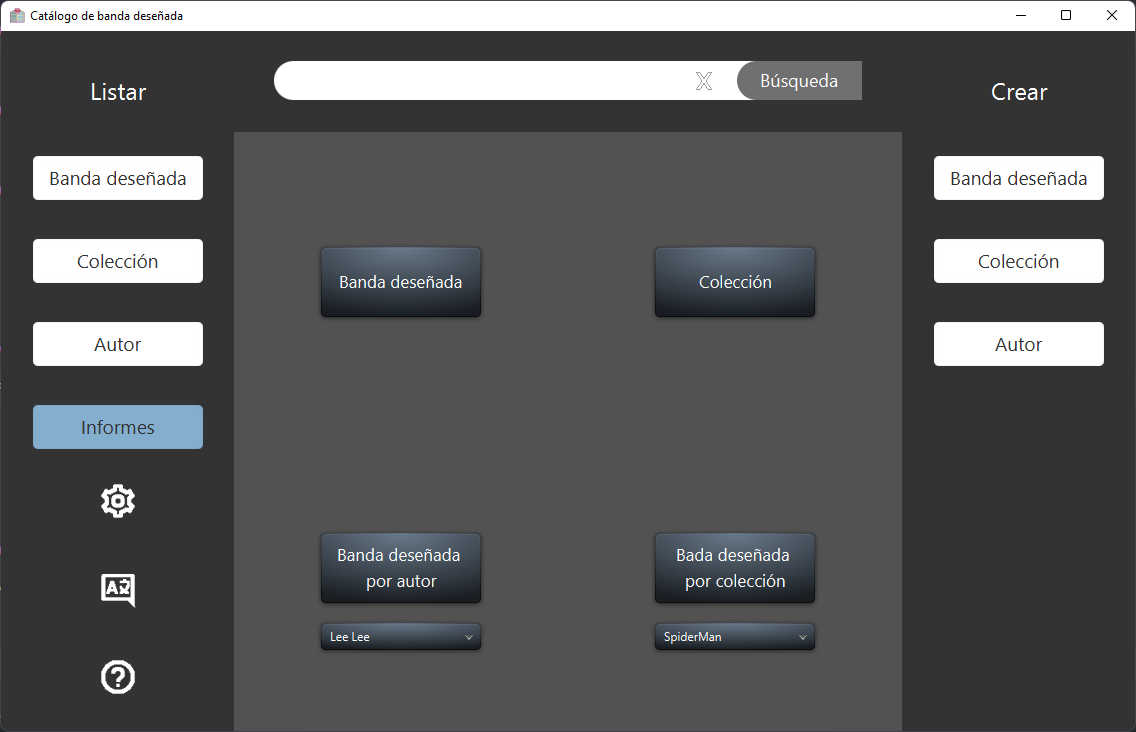 Catálogo de banda deseñada
Listar
X
Búsqueda
Crear
Banda deseñada
Colección
Autor
Informes
Banda deseñada
Colección
Banda deseñada
por autor
Bada deseñada
por colección
Lee Lee
SpiderMan
Banda deseñada
Colección
Autor